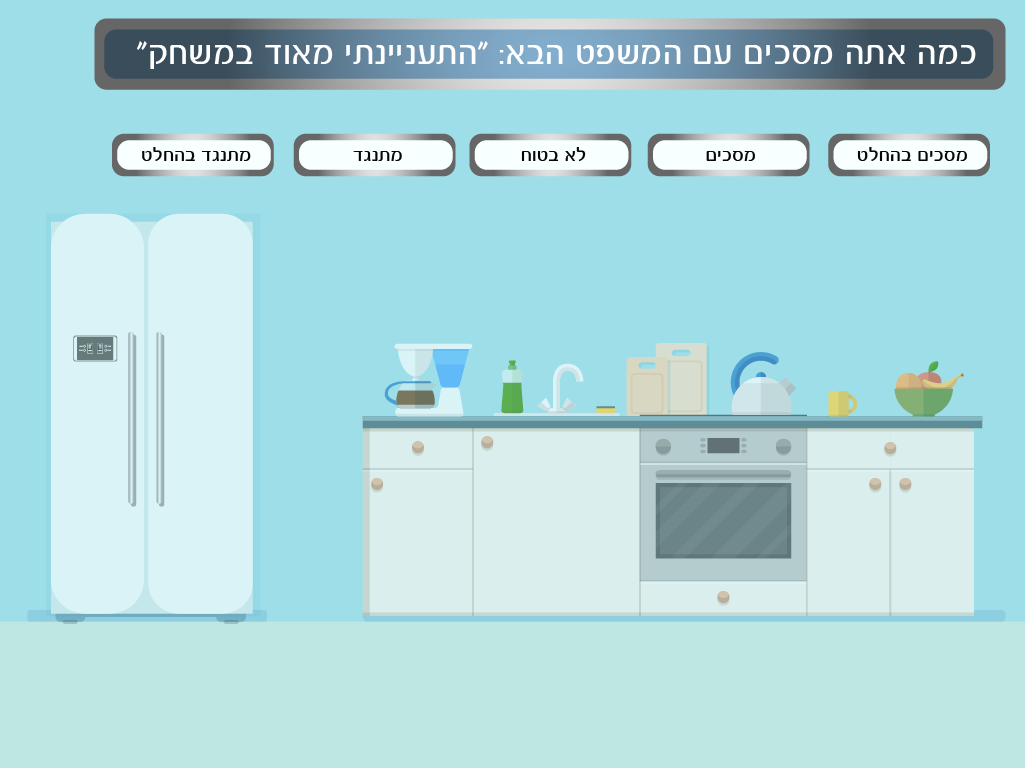 כמה אתה מסכים עם המשפט הבא: "התעניינתי מאוד במשחק"
מסכים בהחלט
מסכים
לא בטוח
מתנגד
מתנגד בהחלט